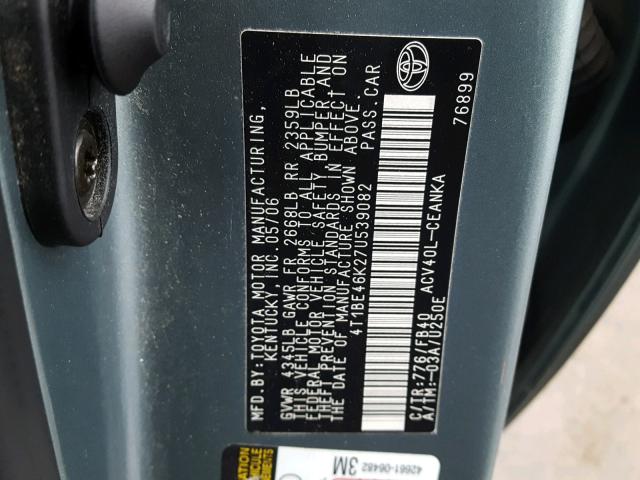 MFD. BY: TOYOTA MOTOR MANUFACTURING,
KENTUCKY, INC. 05/06
GVWR 4345LB GAWR FR 2668LB RR 2359LB
THIS VEHICLE CONFORMS TO ALL APPLICABLE
FEDERAL MOTOR VEHICLE SAFETY, BUMPER, AND
THEFT PREVENTION STANDARDS IN EFFECT ON
THE DATE OF MANUFACTURE SHOWN ABOVE.
4T1BE46K27U539082 PASS. CAR
C/TR:776/FB40 ACV40L-CEANKA
A/TM:-03A/U250E
76899
42661-06482
3M